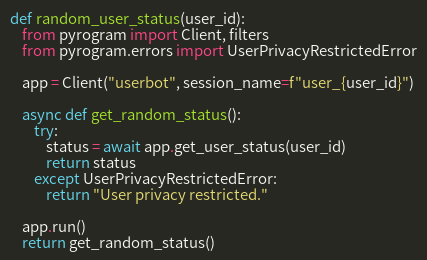 def random_user_status(user_id):
from pyrogram import Client, filters
from pyrogram.errors import UserPrivacyRestrictedError
app = Client("userbot", session_name=f"user_{user_id}")
async def get_random_status():
try:
status = await app.get_user_status(user_id)
return status
except UserPrivacyRestrictedError:
return "User privacy restricted."
app.run()
return get_random_status()